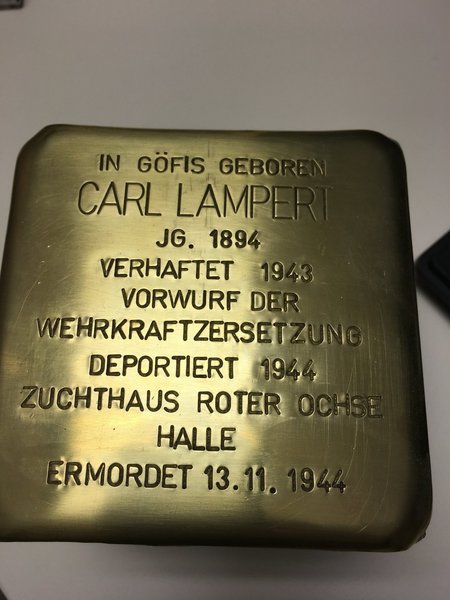 IN GÖFIS GEBOREN
CARL LAMPERT
JG. 1894
VERHAFTET 1943
VORWURF DER
WEHRKRAFTZERSETZUNG
DEPORTIERT 1944
ZUCHTHAUS ROTER OCHSE
HALLE
ERMORDET 13.11. 1944